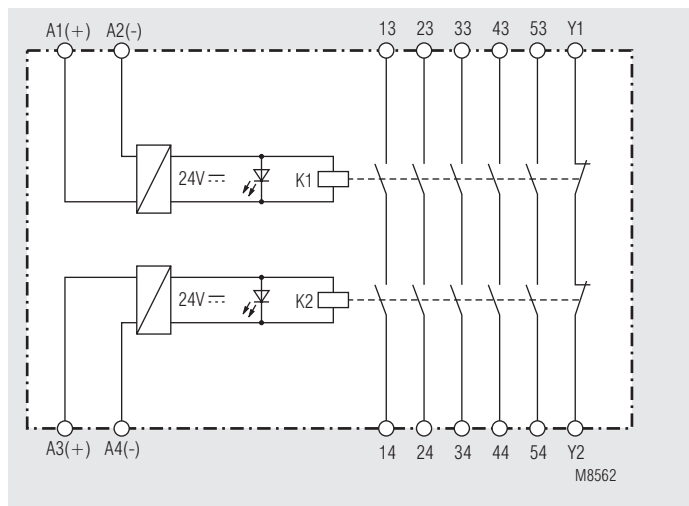 A1(+) A2(-) 13 23 33 43 53 Y1
24V K1
24V K2
A3(+) A4(-) 14 24 34 44 54 Y2
M8562